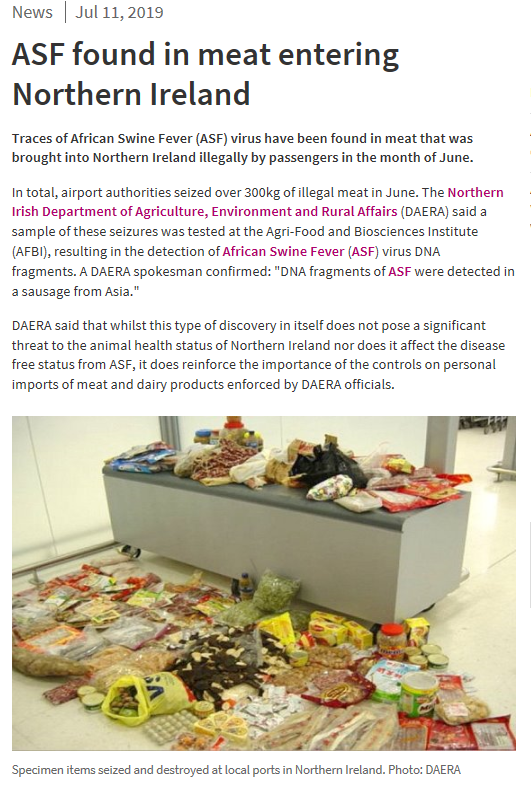 News | Jul 11, 2019
ASF found in meat entering
Northern Ireland
Traces of African Swine Fever (ASF) virus have been found in meat that was
brought into Northern Ireland illegally by passengers in the month of June.
In total, airport authorities seized over 300kg of illegal meat in June. The Northern
Irish Department of Agriculture, Environment and Rural Affairs (DAERA) said a
sample of these seizures was tested at the Agri-Food and Biosciences Institute
(AFBI), resulting in the detection of African Swine Fever (ASF) virus DNA
fragments. A DAERA spokesman confirmed: "DNA fragments of ASF were detected in
a sausage from Asia."
DAERA said that whilst this type of discovery in itself does not pose a significant
threat to the animal health status of Northern Ireland nor does it affect the disease
free status from ASF, it does reinforce the importance of the controls on personal
imports of meat and dairy products enforced by DAERA officials.
Specimen items seized and destroyed at local ports in Northern Ireland. Photo: DAERA